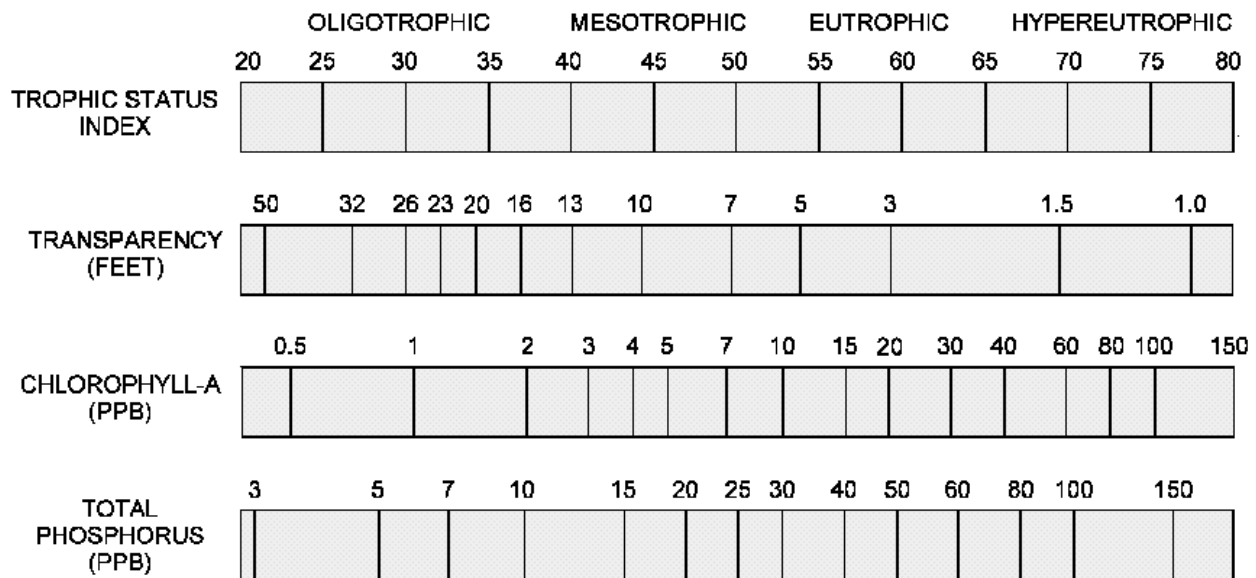 OLIGOTROPHIC MESOTROPHIC EUTROPHIC HYPEREUTROPHIC
20 25 30 35 40 45 50 55 60 65 70 75 80
TROPHIC STATUS
INDEX
50 32 26 23 20 16 13 10 7 5 3 1.5 1.0
TRANSPARENCY
(FEET)
0.5 1 2 3 4 5 7 10 15 20 30 40 60 80 100 150
CHLOROPHYLL-A
(PPB)
3 5 7 10 15 20 25 30 40 50 60 80 100 150
TOTAL
PHOSPHORUS
(PPB)